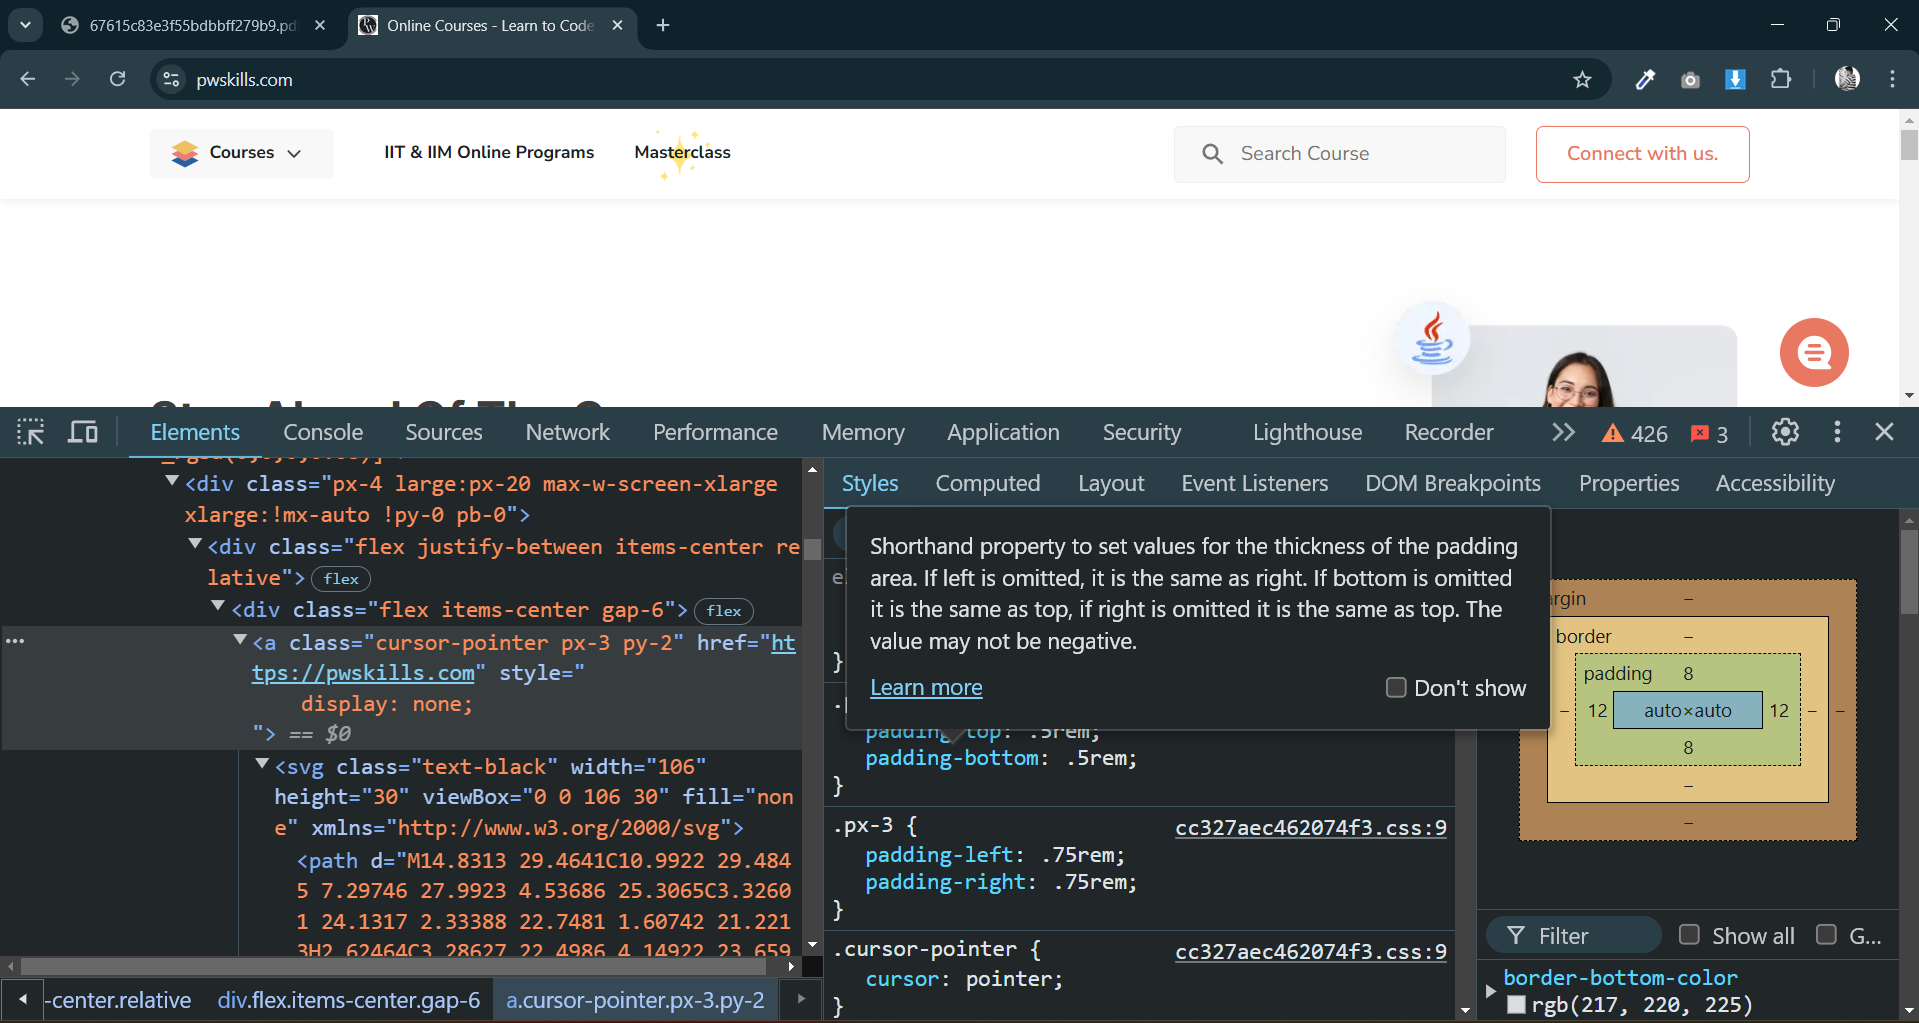 67615c83e3f55bdbbff279b9.pd
Online Courses - Learn to Code
pwskills.com
Courses
IIT & IIM Online Programs
Masterclass
Search Course
Connect with us.
Elements
Console
Sources
Network
Performance
Memory
Application
Security
Lighthouse
Recorder
426
3
<div class="px-4 large:px-20 max-w-screen-xlarge
xlarge:!mx-auto !py-0 pb-0">
<div class="flex justify-between items-center re
lative"> flex
<div class="flex items-center gap-6"> flex
<a class="cursor-pointer px-3 py-2" href="ht
tps://pwskills.com" style="
display: none;
"> == $0
<svg class="text-black" width="106"
height="30" viewBox="0 0 106 30" fill="non
e" xmlns="http://www.w3.org/2000/svg">
<path d="M14.8313 29.4641C10.9922 29.484
5 7.29746 27.9923 4.53686 25.3065C3.3260
1 24.1317 2.33388 22.7481 1.60742 21.221
3H2.62464C3.28627 22.4986 4.14922 23.659
-center.relative
div.flex.items-center.gap-6
a.cursor-pointer.px-3.py-2
Styles
Computed
Layout
Event Listeners
DOM Breakpoints
Properties
Accessibility
Shorthand property to set values for the thickness of the padding
area. If left is omitted, it is the same as right. If bottom is omitted
it is the same as top, if right is omitted it is the same as top. The
value may not be negative.
Learn more
Don't show
}
padding-top: .5rem;
padding-bottom: .5rem;
}
.px-3 {
cc327aec462074f3.css:9
padding-left: .75rem;
padding-right: .75rem;
}
.cursor-pointer {
cc327aec462074f3.css:9
cursor: pointer;
}
argin
–
border
–
padding
8
–
–
12
auto×auto
12
–
–
8
–
–
Filter
Show all
G...
border-bottom-color
rgb(217, 220, 225)